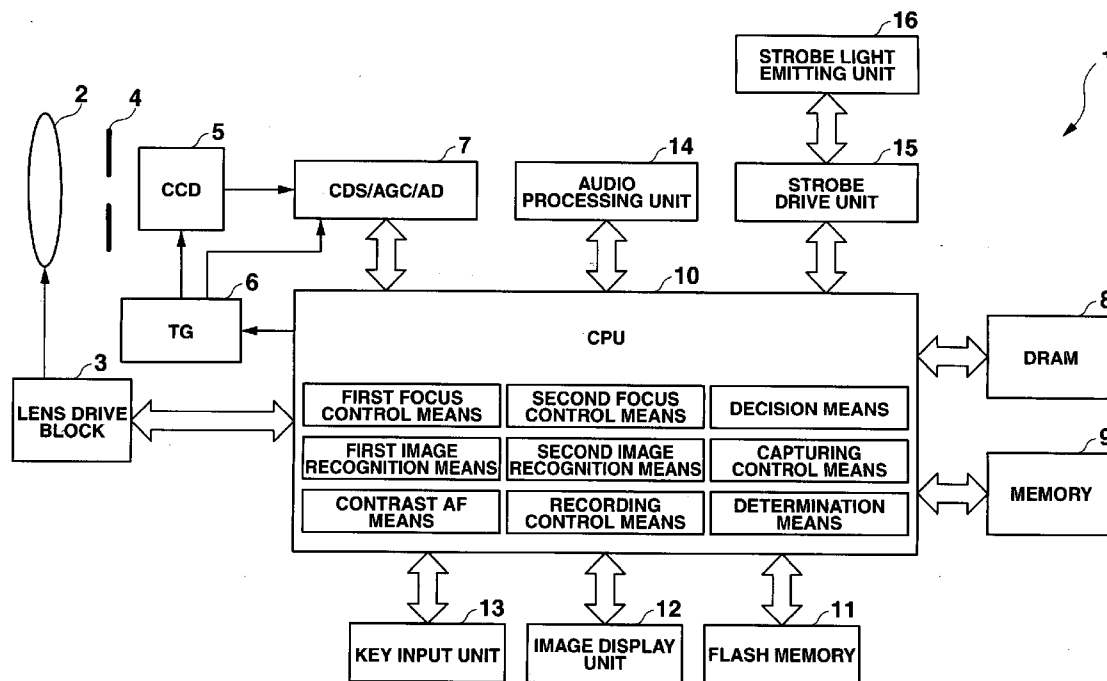 16
STROBE LIGHT
EMITTING UNIT
1
2
4
5
CCD
7
CDS/AGC/AD
14
AUDIO
PROCESSING UNIT
15
STROBE
DRIVE UNIT
6
TG
10
CPU
8
DRAM
3
LENS DRIVE
BLOCK
FIRST FOCUS
CONTROL MEANS
SECOND FOCUS
CONTROL MEANS
DECISION MEANS
FIRST IMAGE
RECOGNITION MEANS
SECOND IMAGE
RECOGNITION MEANS
CAPTURING
CONTROL MEANS
CONTRAST AF
MEANS
RECORDING
CONTROL MEANS
DETERMINATION
MEANS
9
MEMORY
13
KEY INPUT UNIT
12
IMAGE DISPLAY
UNIT
11
FLASH MEMORY